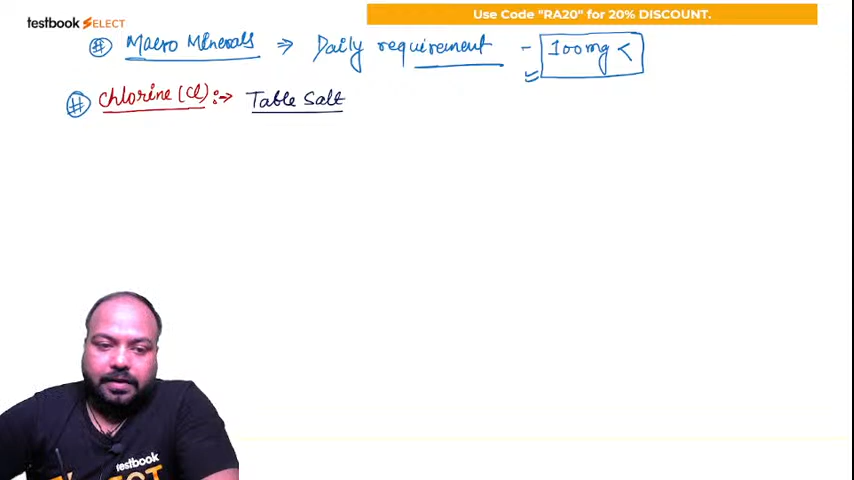 testbook SELECT
Use Code "RA20" for 20% DISCOUNT.
# Macro Minerals ⇒ Daily requirement - 100mg <
# Chlorine (Cl) :→ Table Salt
testbook